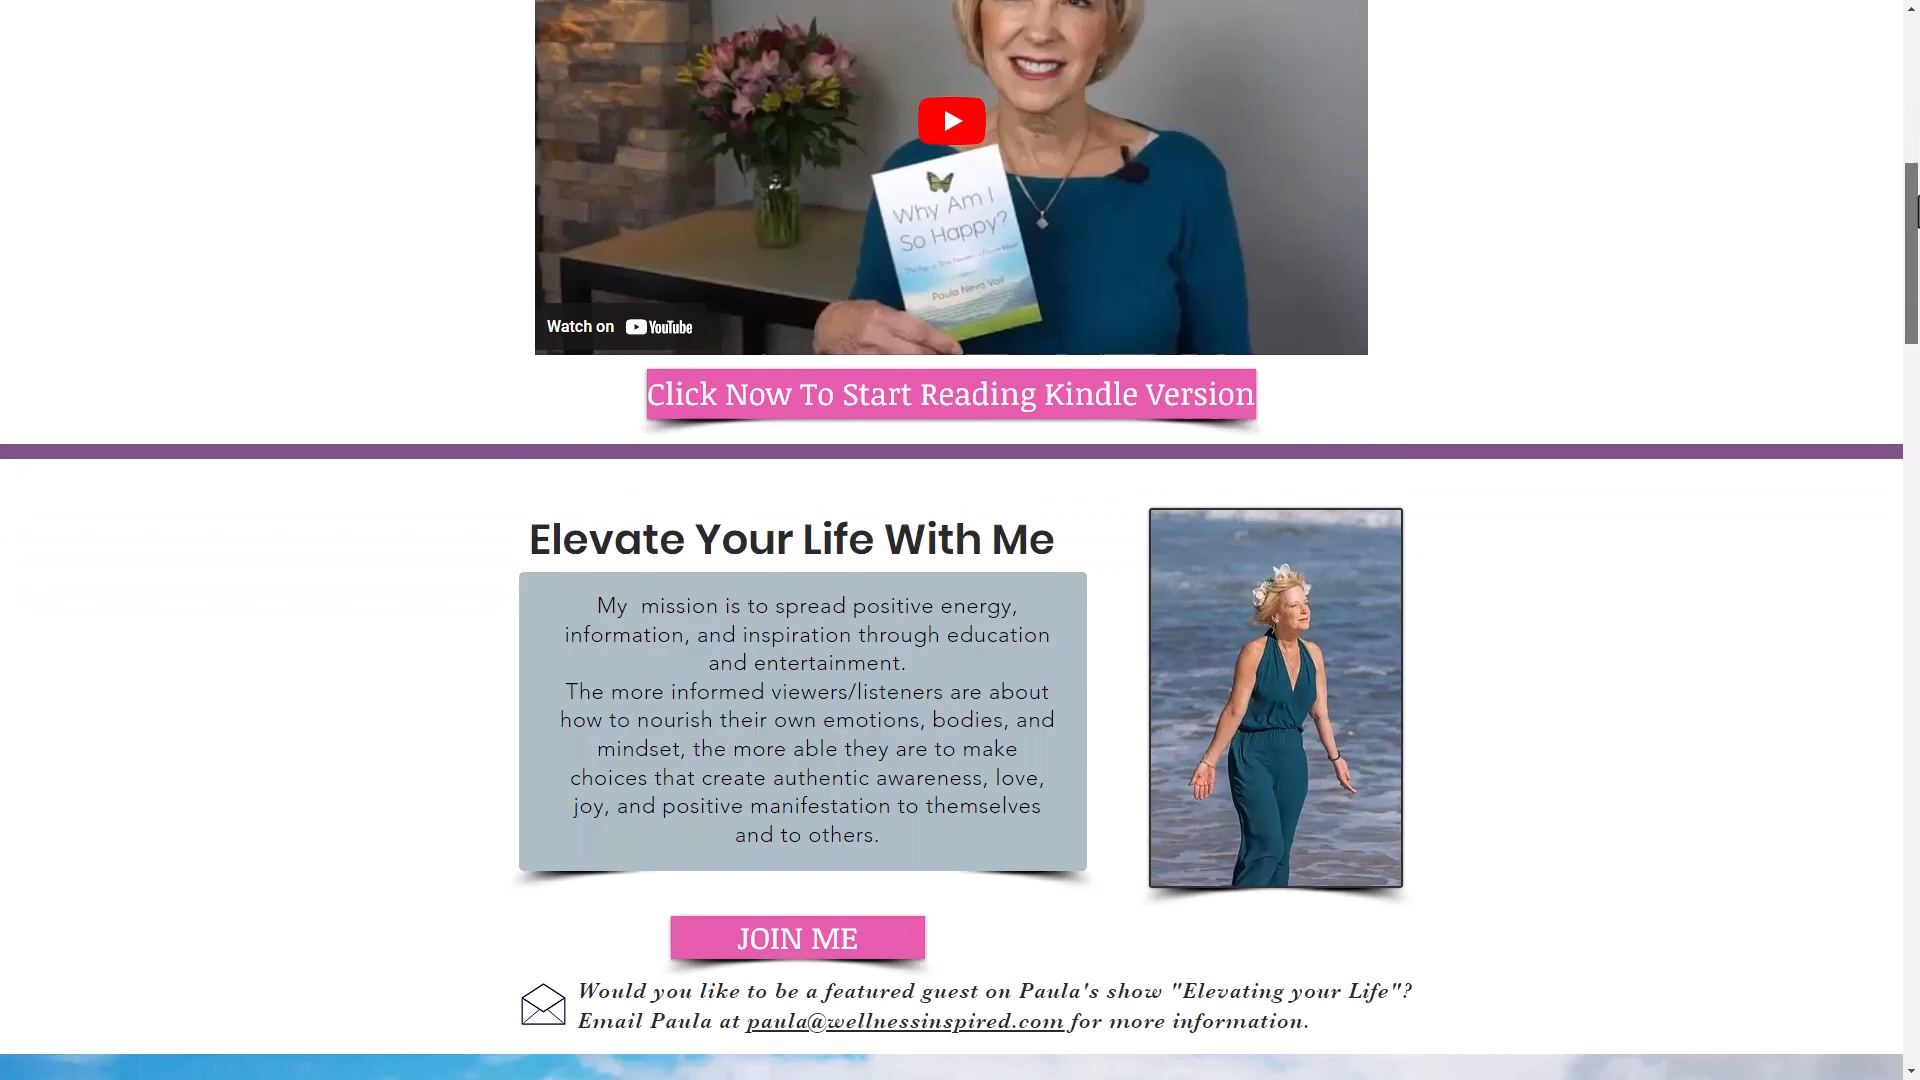 Why Am I
So Happy?
Paula Neva Vail
Watch on YouTube
Click Now To Start Reading Kindle Version
Elevate Your Life With Me
My mission is to spread positive energy,
information, and inspiration through education
and entertainment.
The more informed viewers/listeners are about
how to nourish their own emotions, bodies, and
mindset, the more able they are to make
choices that create authentic awareness, love,
joy, and positive manifestation to themselves
and to others.
JOIN ME
Would you like to be a featured guest on Paula's show "Elevating your Life"?
Email Paula at paula@wellnessinspired.com for more information.